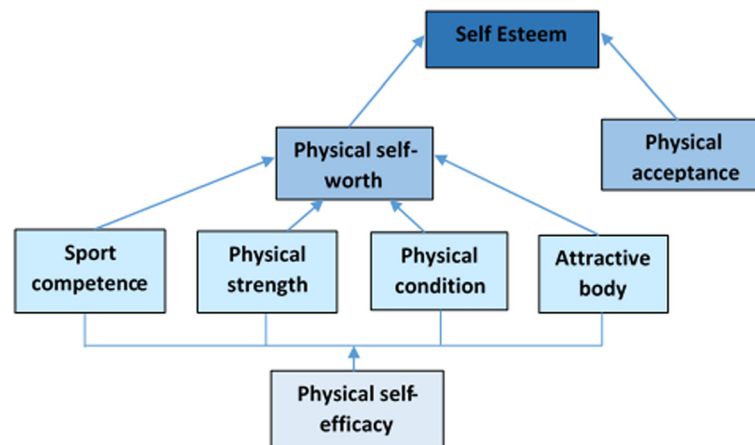 Self Esteem
Physical self-
worth
Physical
acceptance
Sport
competence
Physical
strength
Physical
condition
Attractive
body
Physical self-
efficacy